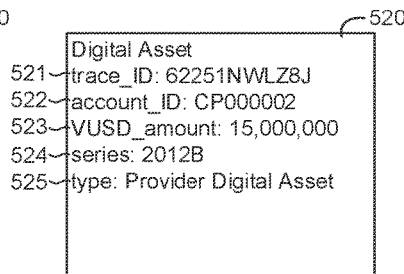 520
Digital Asset
521 trace_ID: 62251NWLZ8J
522 account_ID: CP000002
523 VUSD_amount: 15,000,000
524 series: 2012B
525 type: Provider Digital Asset